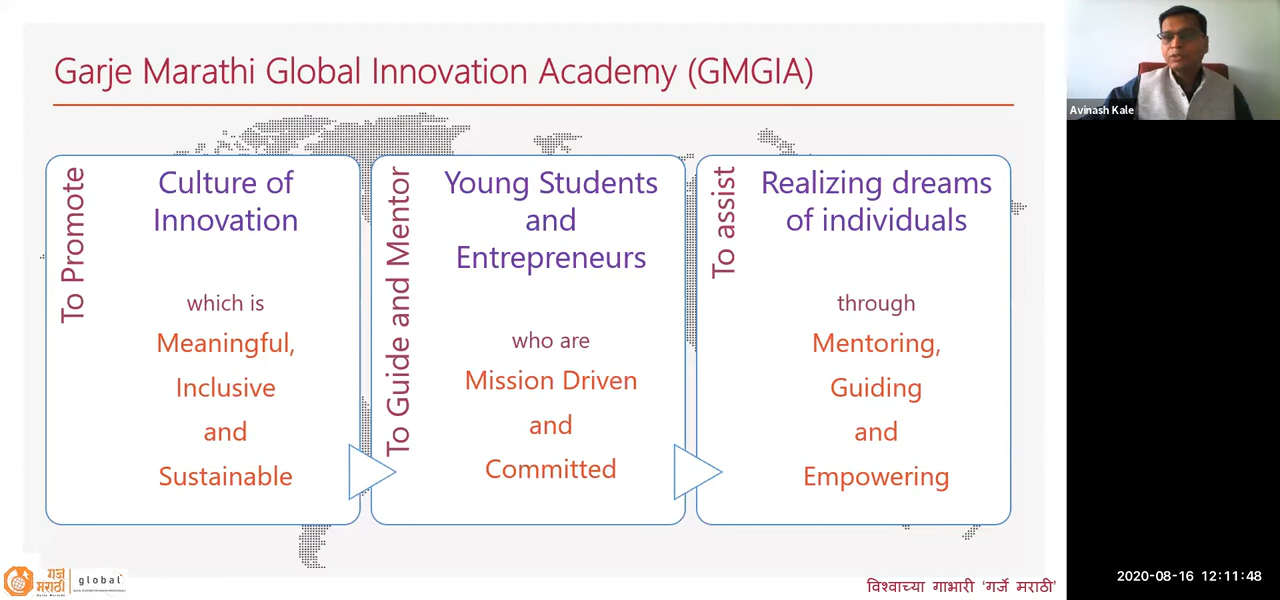 Garje Marathi Global Innovation Academy (GMGIA)
To Promote
Culture of
Innovation
which is
Meaningful,
Inclusive
and
Sustainable
To Guide and Mentor
Young Students
and
Entrepreneurs
who are
Mission Driven
and
Committed
To assist
Realizing dreams
of individuals
through
Mentoring,
Guiding
and
Empowering
Avinash Kale
गर्जे
मराठी
global
विश्वाच्या गाभारी ‘गर्जे मराठी’
2020-08-16 12:11:48